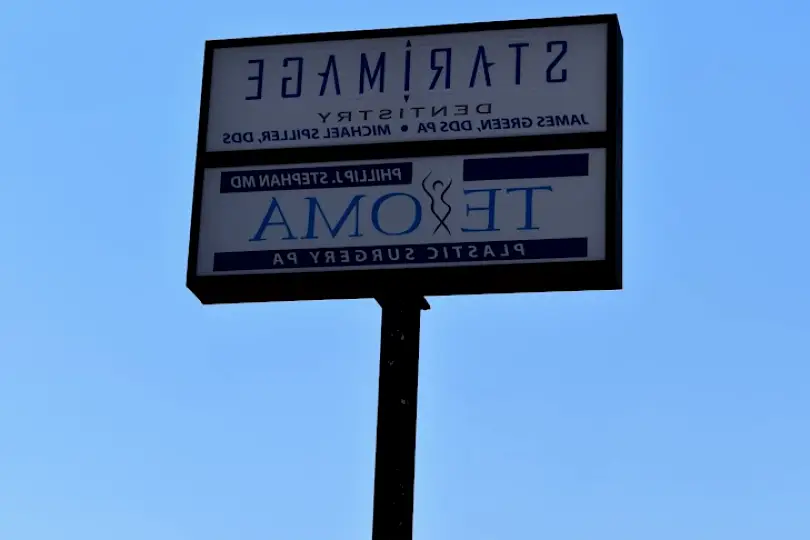 STARIMAGE
DENTISTRY
JAMES GREEN, DDS PA • MICHAEL SPILLER, DDS
PHILLIP J. STEPHAN MD
TEXOMA
PLASTIC SURGERY PA